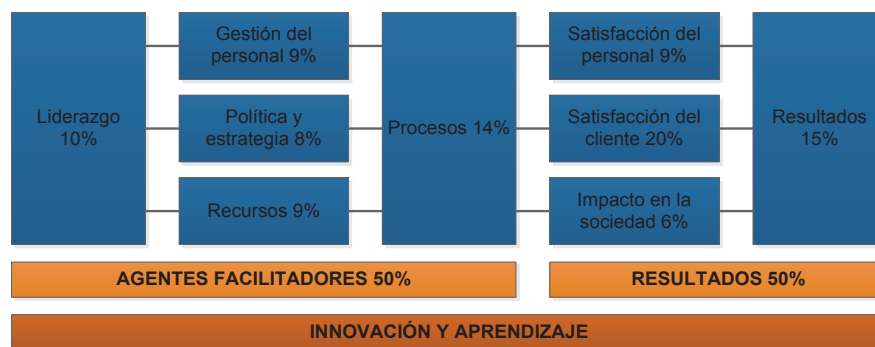 Liderazgo
10%
Gestión del
personal 9%
Política y
estrategia 8%
Recursos 9%
Procesos 14%
Satisfacción del
personal 9%
Satisfacción del
cliente 20%
Impacto en la
sociedad 6%
Resultados
15%
AGENTES FACILITADORES 50%
RESULTADOS 50%
INNOVACIÓN Y APRENDIZAJE